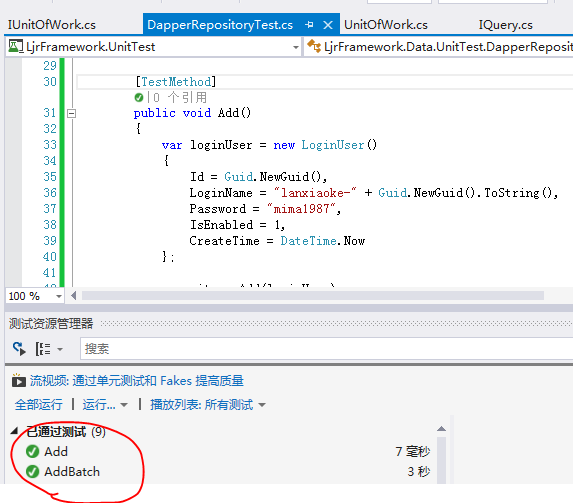 IUnitOfWork.cs DapperRepositoryTest.cs UnitOfWork.cs IQuery.cs
LjrFramework.UnitTest LjrFramework.Data.UnitTest.DapperReposit
29
30 [TestMethod]
0 个引用
31 public void Add()
32 {
33 var loginUser = new LoginUser()
34 {
35 Id = Guid.NewGuid(),
36 LoginName = "lanxiaoke-" + Guid.NewGuid().ToString(),
37 Password = "mima1987",
38 IsEnabled = 1,
39 CreateTime = DateTime.Now
40 };
41
100 %
测试资源管理器
搜索
流视频: 通过单元测试和 Fakes 提高质量
全部运行 | 运行... | 播放列表: 所有测试
已通过测试 (9)
Add 7 毫秒
AddBatch 3 秒